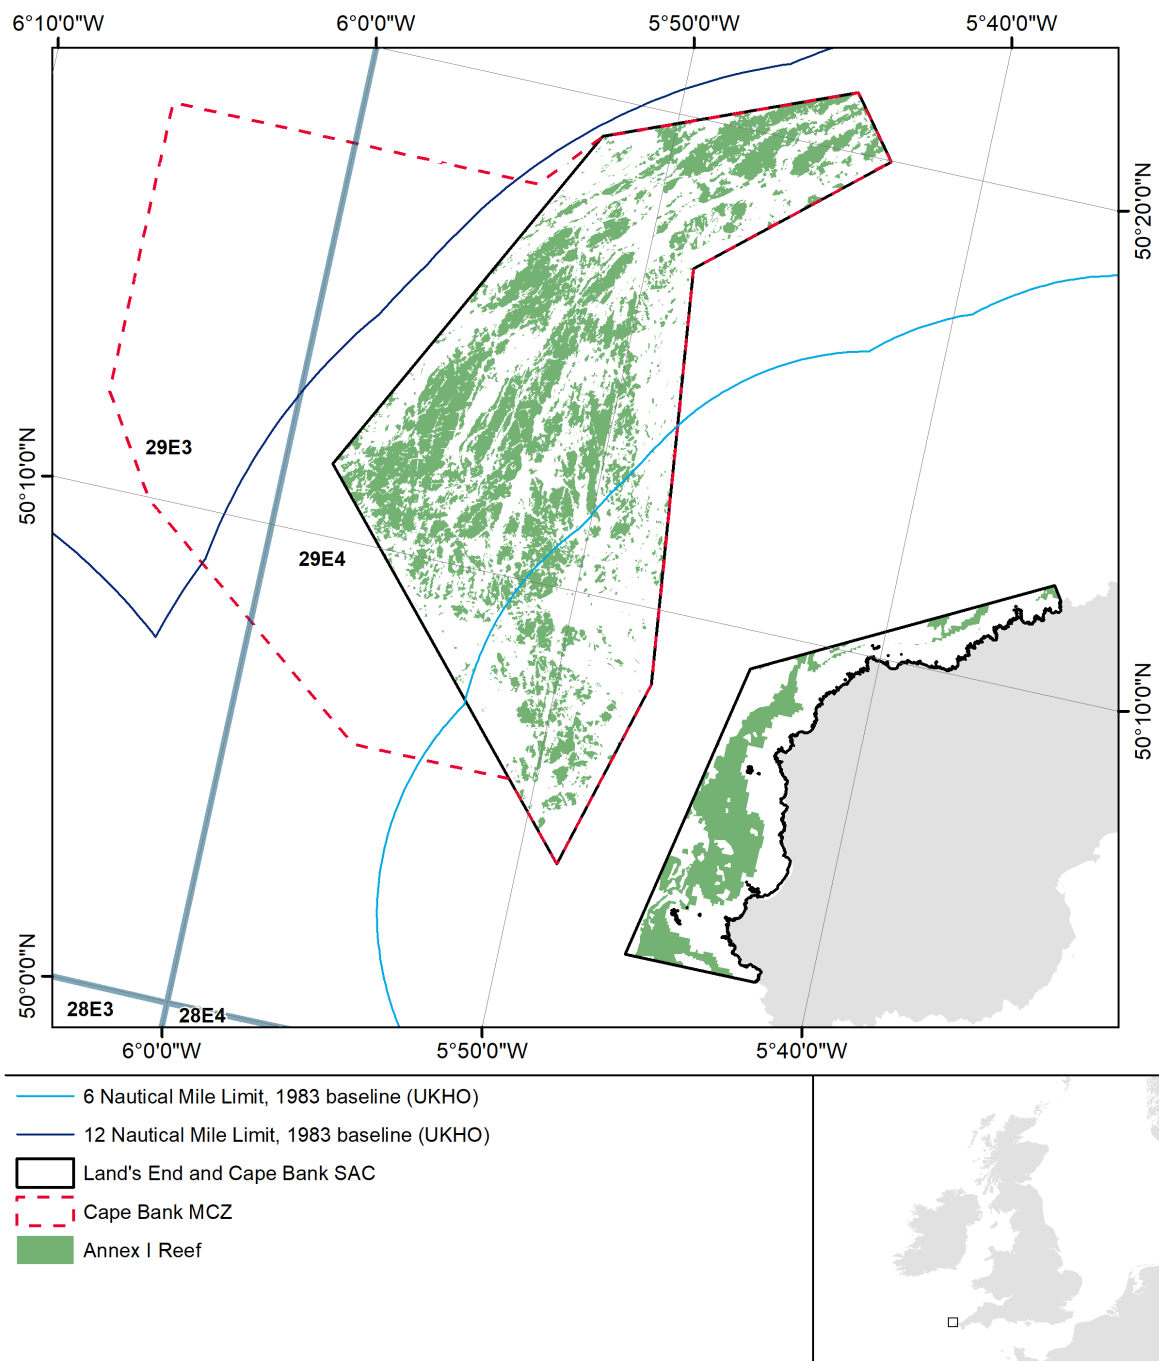 6°10'0"W
6°0'0"W
5°50'0"W
5°40'0"W
50°20'0"N
50°10'0"N
29E3
29E4
50°10'0"N
50°0'0"N
28E3
28E4
6°0'0"W
5°50'0"W
5°40'0"W
6 Nautical Mile Limit, 1983 baseline (UKHO)
12 Nautical Mile Limit, 1983 baseline (UKHO)
Land's End and Cape Bank SAC
Cape Bank MCZ
Annex I Reef